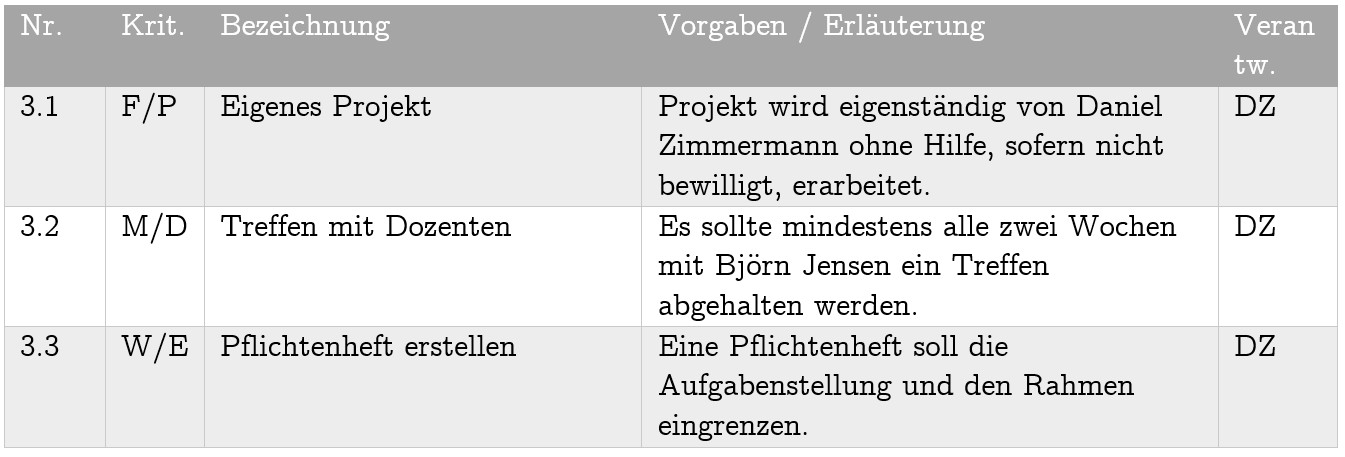 Nr. Krit. Bezeichnung Vorgaben / Erläuterung Veran
tw.
3.1 F/P Eigenes Projekt Projekt wird eigenständig von Daniel DZ
Zimmermann ohne Hilfe, sofern nicht
bewilligt, erarbeitet.
3.2 M/D Treffen mit Dozenten Es sollte mindestens alle zwei Wochen DZ
mit Björn Jensen ein Treffen
abgehalten werden.
3.3 W/E Pflichtenheft erstellen Eine Pflichtenheft soll die DZ
Aufgabenstellung und den Rahmen
eingrenzen.